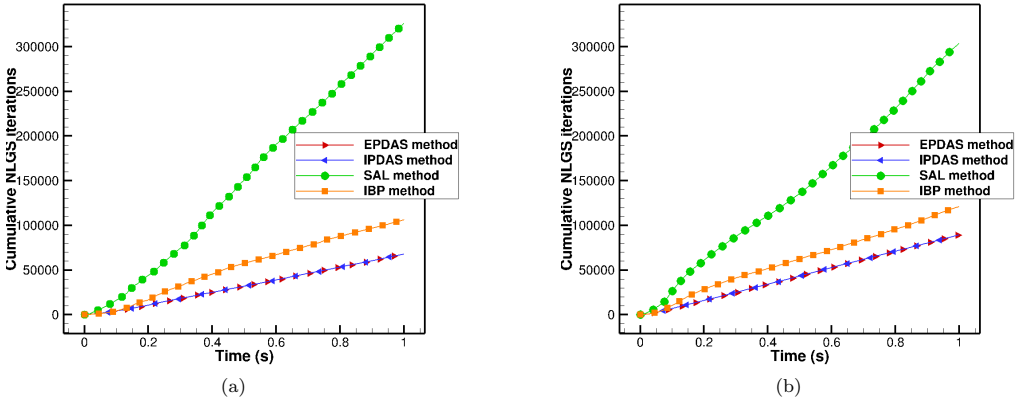 Cumulative NLGS iterations
300000
250000
200000
150000
100000
50000
0
0 0.2 0.4 0.6 0.8 1
Time (s)
EPDAS method
IPDAS method
SAL method
IBP method
(a)
Cumulative NLGS iterations
300000
250000
200000
150000
100000
50000
0
0 0.2 0.4 0.6 0.8 1
Time (s)
EPDAS method
IPDAS method
SAL method
IBP method
(b)